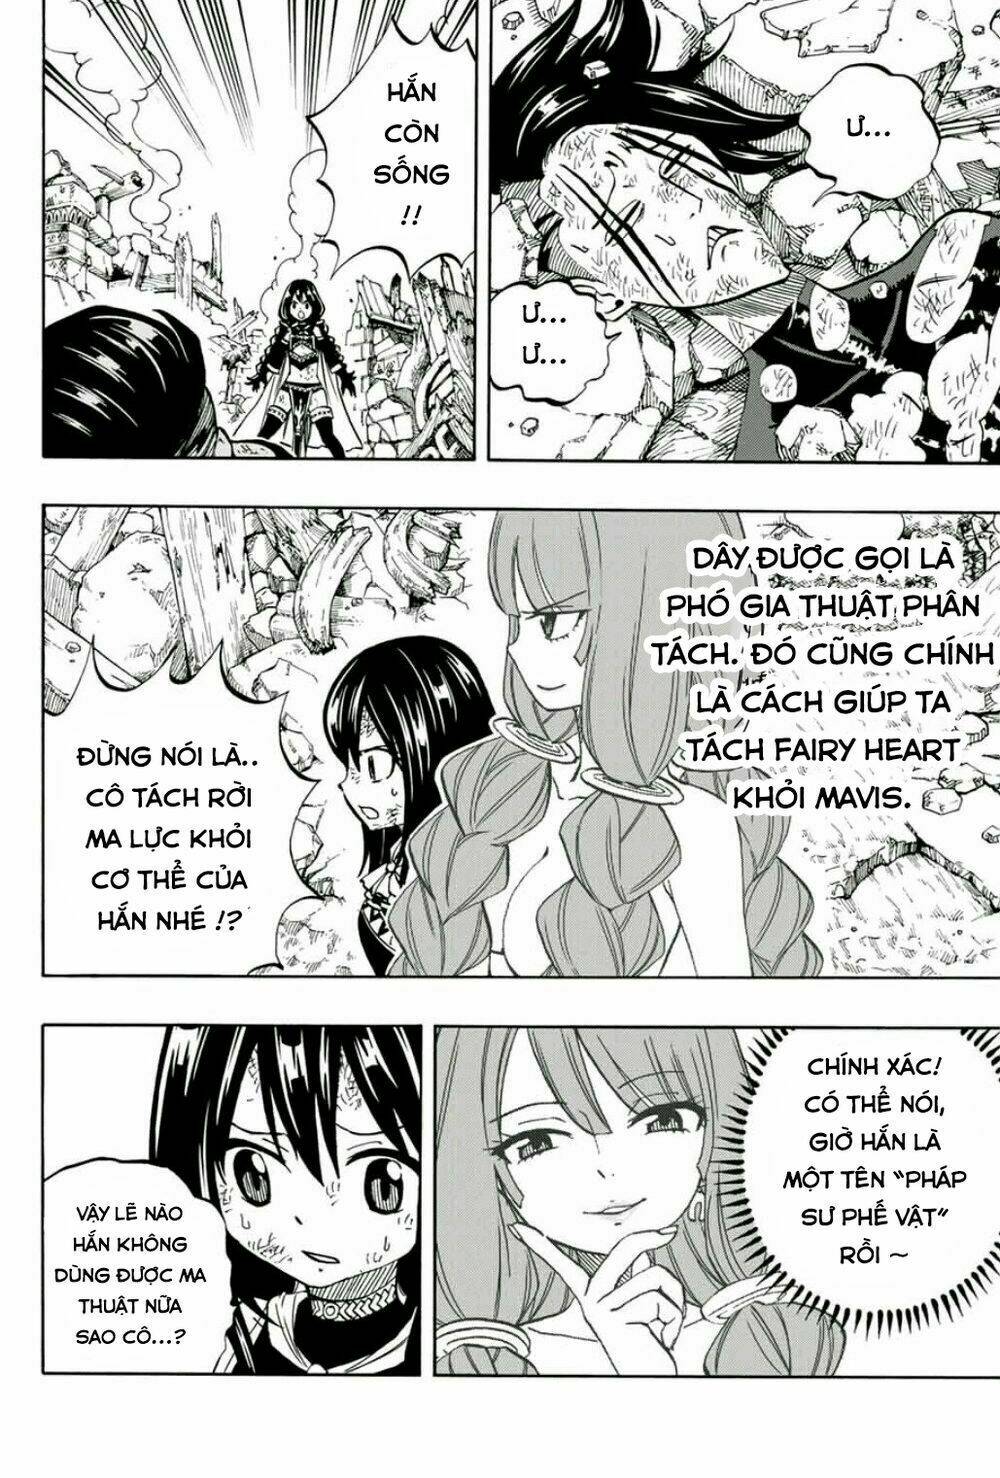 Ư...
Ư...
Ư...
HẮN
CÒN
SỐNG
!!
DÂY ĐƯỢC GỌI LÀ
PHÓ GIA THUẬT PHÂN
TÁCH. ĐÓ CŨNG CHÍNH
LÀ CÁCH GIÚP TA
TÁCH FAIRY HEART
KHỎI MAVIS.
ĐỪNG NÓI LÀ..
CÔ TÁCH RỜI
MA LỰC KHỎI
CƠ THỂ CỦA
HẮN NHÉ !?
CHÍNH XÁC!
CÓ THỂ NÓI,
GIỜ HẮN LÀ
MỘT TÊN "PHÁP
SƯ PHẾ VẬT"
RỒI ~
VẬY LẼ NÀO
HẮN KHÔNG
DÙNG ĐƯỢC MA
THUẬT NỮA
SAO CÔ...?